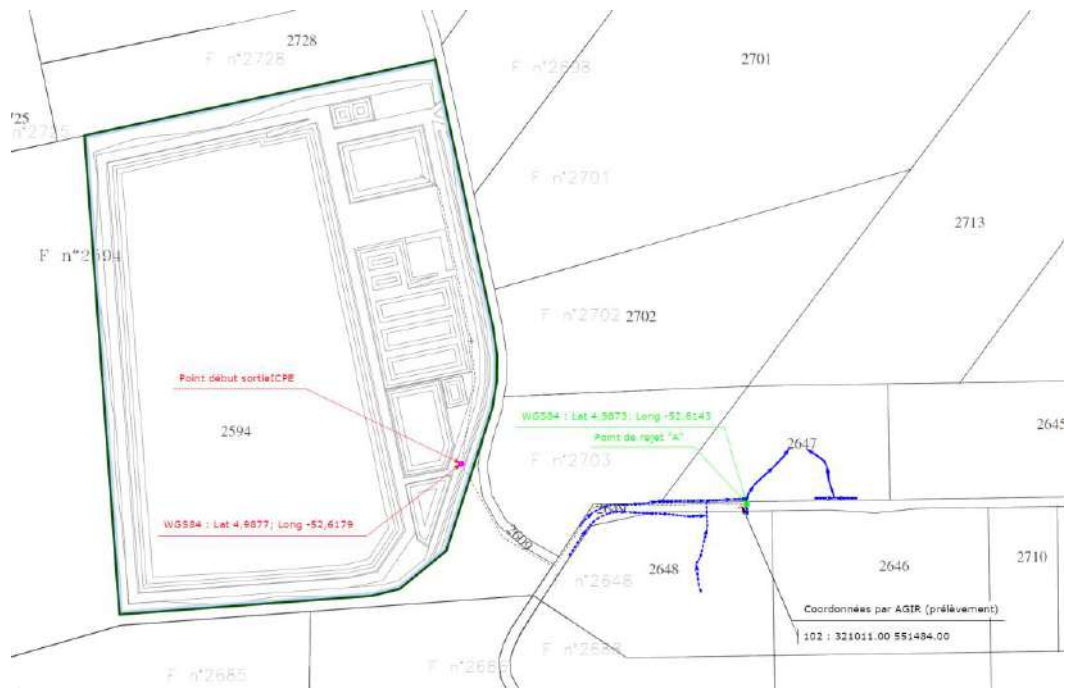 2728
F n°2728
F n°2698
2701
725
n°2725
F n°2701
2713
F n°2594
F n°2702 2702
Point début sortieICPE
WGS84 : Lat 4,9873; Long -52,6143
Point de rejet "A"
2594
2647
2645
F n°2703
WGS84 : Lat 4,9877; Long -52,6179
2609
2648
n°2648
2646
2710
Coordonnées par AGIR (prélèvement)
102 : 321011.00 551484.00
F n°2685
F n°2686
F n°2688